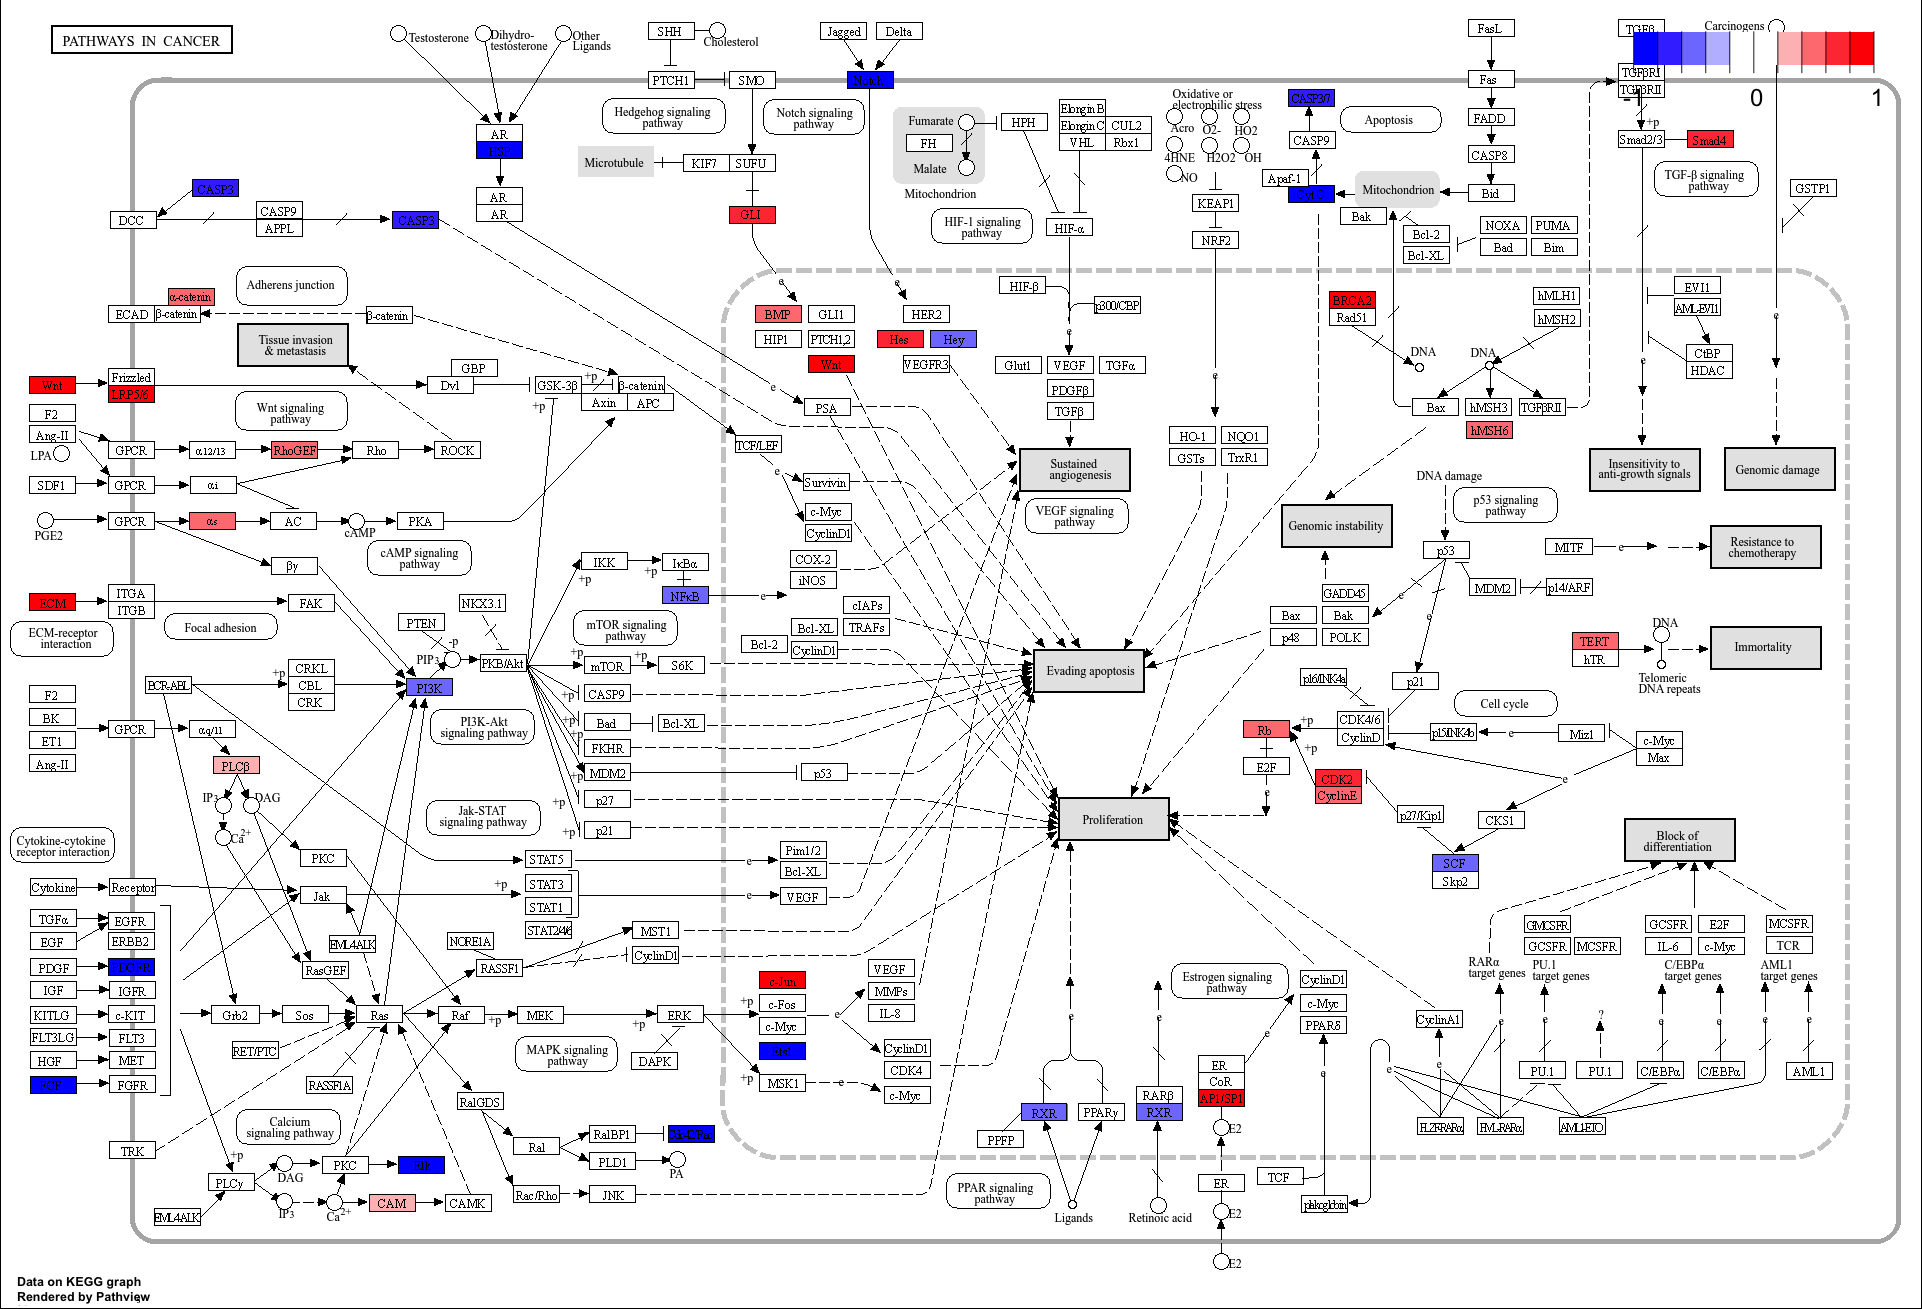 PATHWAYS IN CANCER
Testosterone
Dihydro-
testosterone
Other
Ligands
SHH
Cholesterol
Jagged
Delta
FasL
TGFβ
Carcinogens
-1
0
1
PTCH1
SMO
Notch
Fas
TGFβRI
TGFβRII
Hedgehog signaling
pathway
Notch signaling
pathway
Fumarate
FH
Malate
Mitochondrion
HPH
Elongin B
Elongin C
CUL2
VHL
Rbx1
Oxidative or
electrophilic stress
Acro
O2-
HO2
4HNE
H2O2
OH
NO
CASP3/7
CASP9
Apoptosis
FADD
CASP8
Bid
+p
Smad2/3
Smad4
TGF-β signaling
pathway
GSTP1
AR
AR
AR
Microtubule
KIF7
SUFU
GLI
HIF-1 signaling
pathway
HIF-α
KEAP1
NRF2
Apaf-1
CytC
Mitochondrion
Bak
Bcl-2
Bcl-XL
NOXA
PUMA
Bad
Bim
CASP3
DCC
CASP9
APPL
CASP3
Adherens junction
α-catenin
ECAD
β-catenin
β-catenin
Tissue invasion
& metastasis
e
e
BMP
GLI1
HIP1
PTCH1,2
Wnt
HER2
Hes
Hey
VEGFR3
HIF-β
p300/CBP
e
Glut1
VEGF
TGFα
PDGFβ
TGFβ
BRCA2
Rad51
hMLH1
hMSH2
DNA
DNA
EVI1
AML-EVI1
CtBP
HDAC
Bax
hMSH3
TGFβRII
hMSH6
e
e
e
Wnt
Frizzled
LRP5/6
Dvl
GBP
GSK-3β
+p
β-catenin
Axin
APC
+p
F2
Ang-II
LPA
Wnt signaling
pathway
GPCR
α12/13
RhoGEF
Rho
ROCK
SDF1
GPCR
αi
PGE2
GPCR
αs
AC
cAMP
PKA
cAMP signaling
pathway
βγ
e
PSA
TCF/LEF
e
Survivin
c-Myc
CyclinD1
COX-2
iNOS
Sustained
angiogenesis
VEGF signaling
pathway
HO-1
NQO1
GSTs
TrxR1
Genomic instability
DNA damage
p53 signaling
pathway
Insensitivity to
anti-growth signals
Genomic damage
p53
MITF
e
Resistance to
chemotherapy
MDM2
p14/ARF
e
e
GADD45
Bax
Bak
p48
POLK
TERT
hTR
DNA
Telomeric
DNA repeats
Immortality
ECM
ITGA
ITGB
FAK
ECM-receptor
interaction
Focal adhesion
PTEN
-p
PIP3
NKX3.1
PKB/Akt
IKK
+p
+p
IκBα
NFκB
e
mTOR signaling
pathway
+p
+p
mTOR
S6K
cIAPs
Bcl-XL
TRAFs
Bcl-2
CyclinD1
Evading apoptosis
BCR-ABL
+p
CRKL
CBL
CRK
PI3K
PI3K-Akt
signaling pathway
+p
CASP9
+p
Bad
Bcl-XL
+p
FKHR
+p
MDM2
p53
+p
p27
+p
p21
F2
BK
ET1
Ang-II
GPCR
αq/11
PLCβ
IP3
DAG
Ca2+
p16/INK4a
p21
Cell cycle
Rb
+p
CDK4/6
CyclinD
p15/INK4b
e
Miz1
c-Myc
Max
+p
E2F
e
CDK2
CyclinE
e
p27/Kip1
CKS1
SCF
Skp2
Proliferation
Block of
differentiation
Cytokine-cytokine
receptor interaction
Jak-STAT
signaling pathway
PKC
STAT5
e
Pim1/2
Bcl-XL
Cytokine
Receptor
Jak
+p
STAT3
STAT1
STAT2/4/6
e
VEGF
TGFα
EGF
EGFR
ERBB2
PDGF
PDGFR
IGF
IGFR
KITLG
c-KIT
FLT3LG
FLT3
HGF
MET
FGF
FGFR
EML4ALK
RasGEF
NORE1A
RASSF1
MST1
CyclinD1
Grb2
Sos
Ras
Raf
+p
MEK
+p
ERK
DAPK
MAPK signaling
pathway
RET/PTC
RASSF1A
+p
c-Jun
c-Fos
c-Myc
+p
MSK1
e
e
VEGF
MMPs
IL-8
CyclinD1
CDK4
c-Myc
e
Estrogen signaling
pathway
CyclinD1
c-Myc
PPARδ
e
e
GMCSFR
GCSFR
MCSFR
GCSFR
E2F
IL-6
c-Myc
MCSFR
TCR
RARα
target genes
PU.1
target genes
C/EBPα
target genes
AML1
target genes
CyclinA1
e
e
e
?
e
e
e
e
PU.1
PU.1
C/EBPα
C/EBPα
AML1
e
PLZF-RARα
PML-RARα
AML1-ETO
ER
CoR
AP1/SP1
E2
ER
E2
E2
RARβ
RXR
e
RXR
PPARγ
PFP
PPAR signaling
pathway
Ligands
Retinoic acid
TCF
plakoglobin
e
Calcium
signaling pathway
TRK
RalGDS
Ral
RalBP1
PLD1
PA
Rac/Rho
JNK
+p
PLCγ
DAG
PKC
IP3
Ca2+
CAM
CAMK
EML4ALK
Data on KEGG graph
Rendered by Pathview